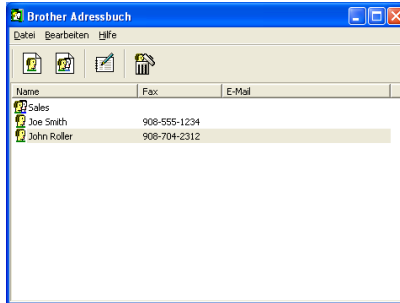 Brother Adressbuch
Datei Bearbeiten Hilfe
Name Fax E-Mail
Sales
Joe Smith 908-555-1234
John Roller 908-704-2312